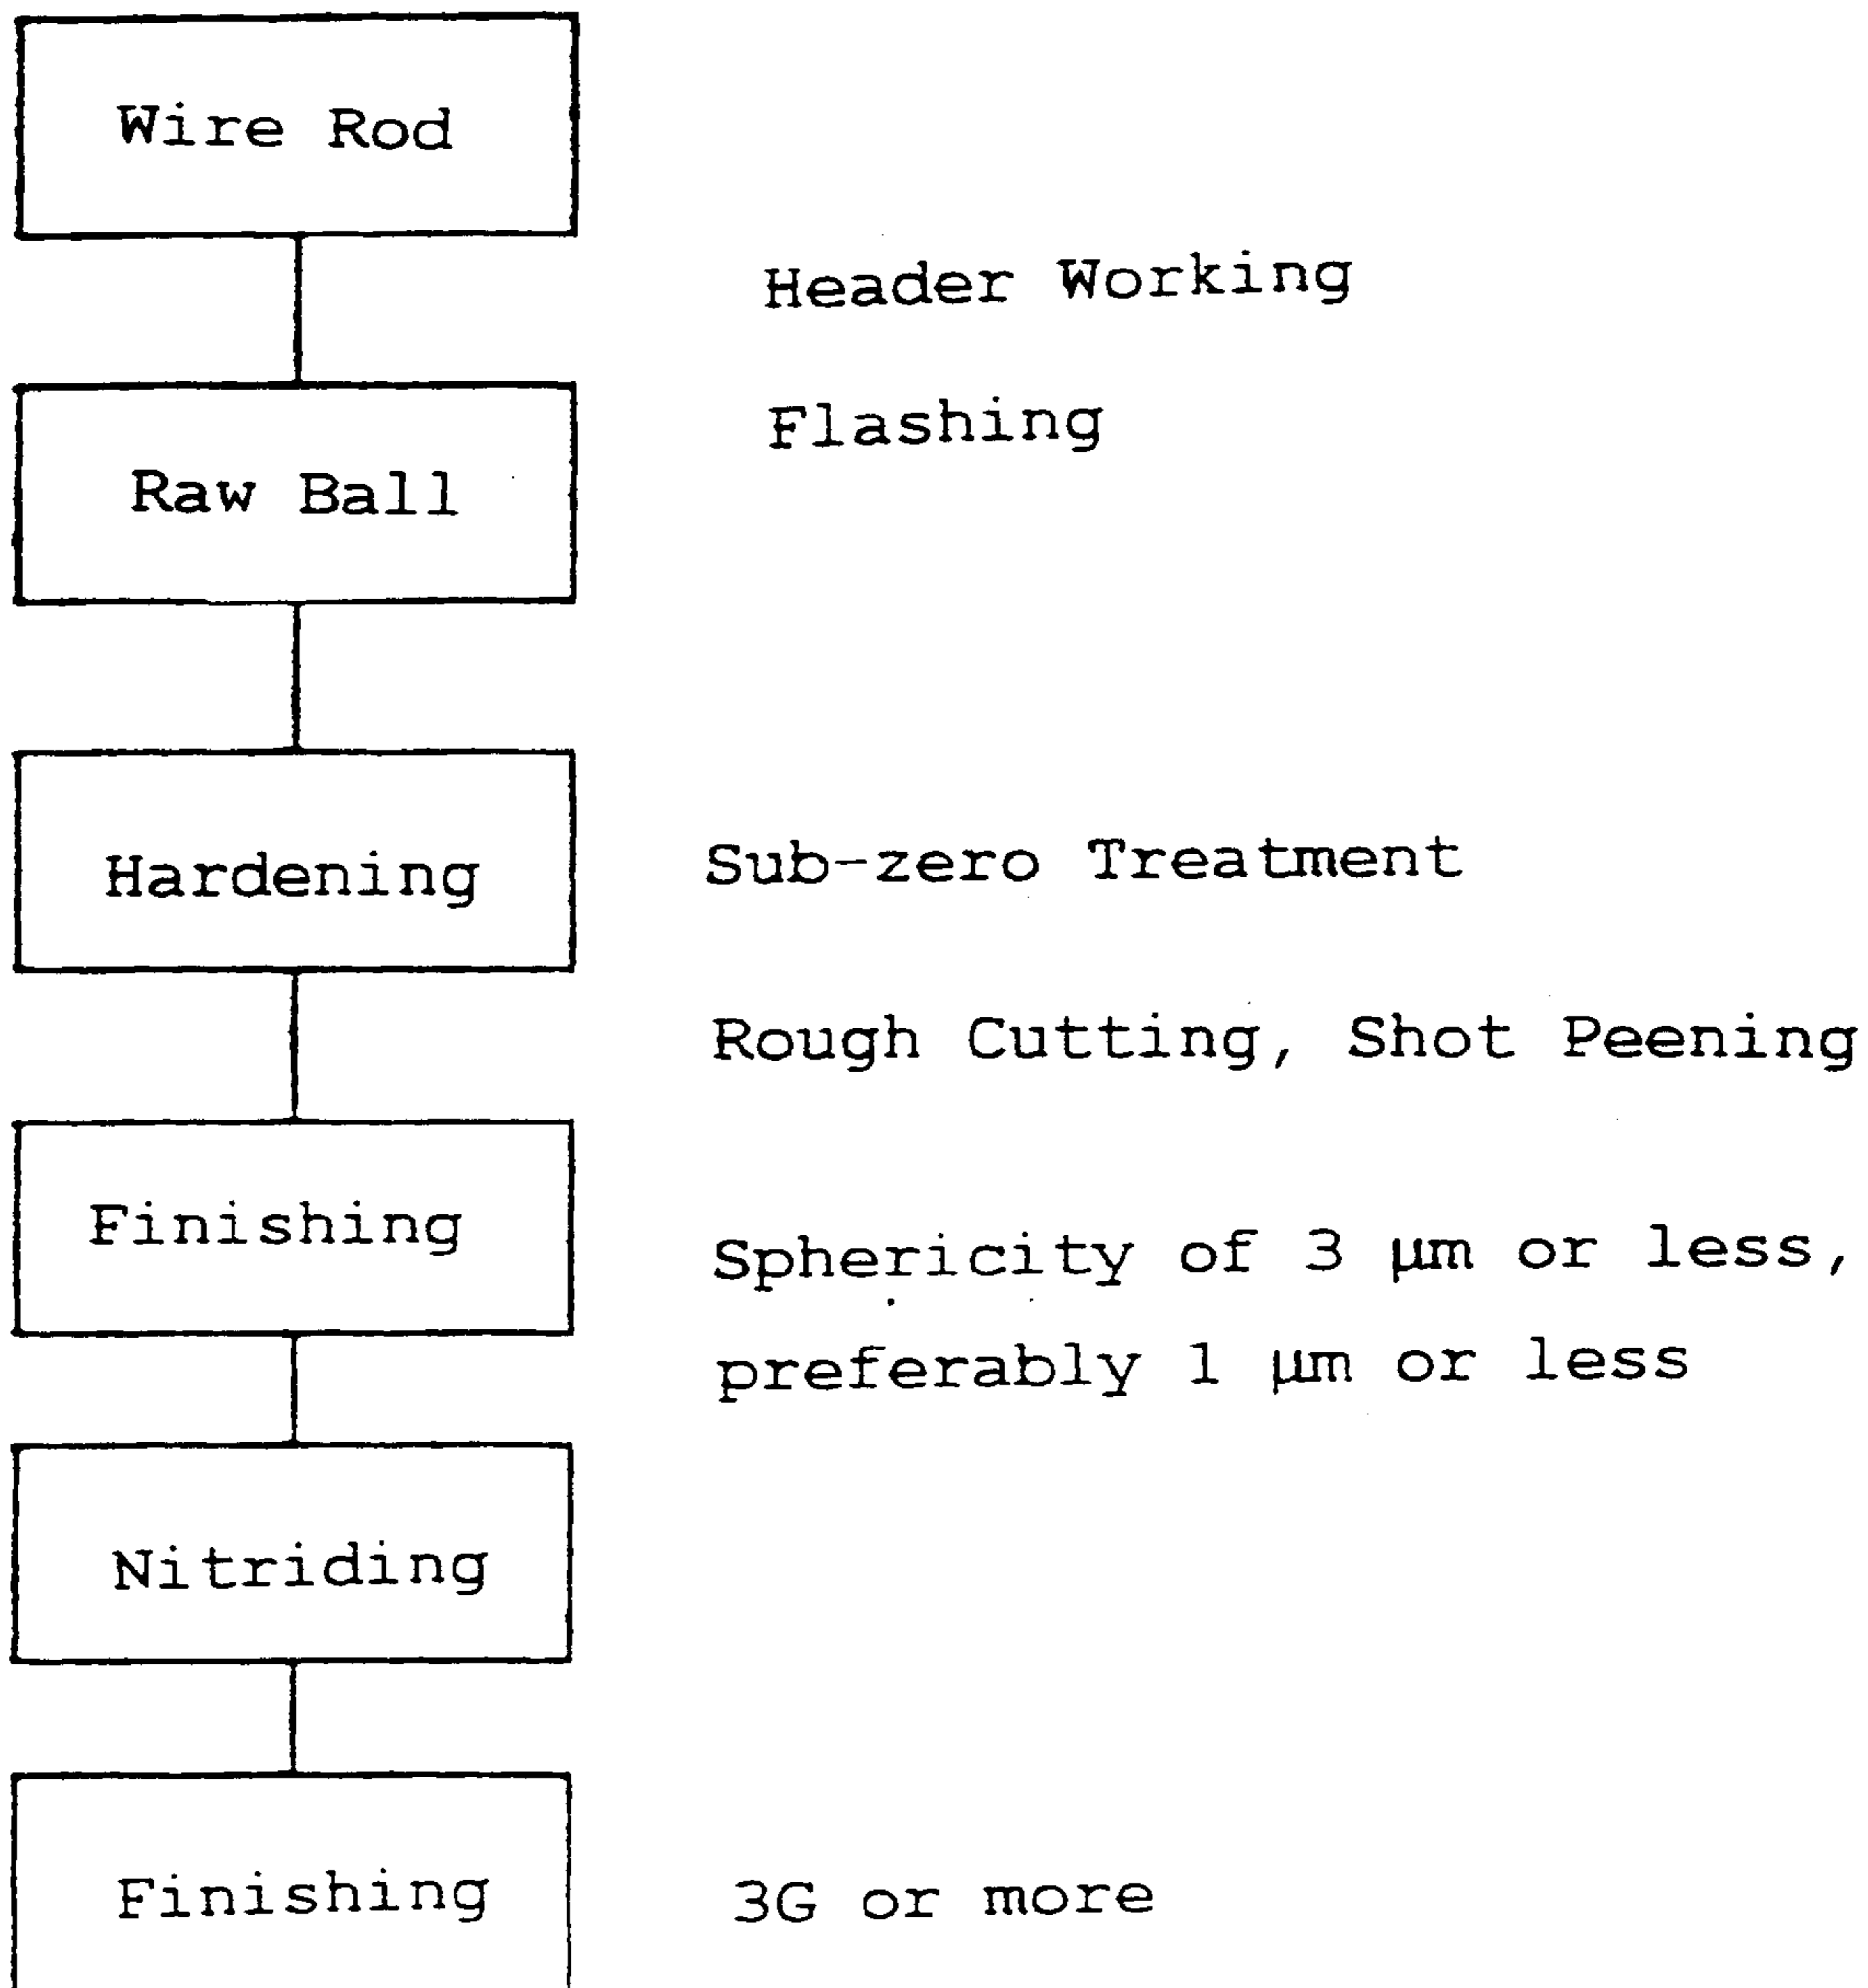 Wire Rod
Header Working
Flashing
Raw Ball
Hardening
Sub-zero Treatment
Rough Cutting, Shot Peening
Finishing
Sphericity of 3 µm or less,
preferably 1 µm or less
Nitriding
Finishing
3G or more